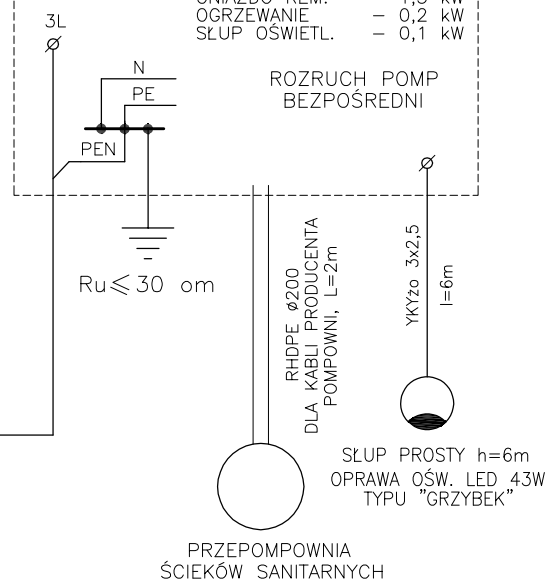 OGRZEWANIE – 0,2 kW
SŁUP OŚWIETL. – 0,1 kW
3L
N
PE
PEN
ROZRUCH POMP
BEZPOŚREDNI
Ru⩽30 om
RHDPE ø200
DLA KABLI PRODUCENTA
POMPOWNI, L=2m
YKYżo 3x2,5
l=6m
SŁUP PROSTY h=6m
OPRAWA OŚW. LED 43W
TYPU "GRZYBEK"
PRZEPOMPOWNIA
ŚCIEKÓW SANITARNYCH